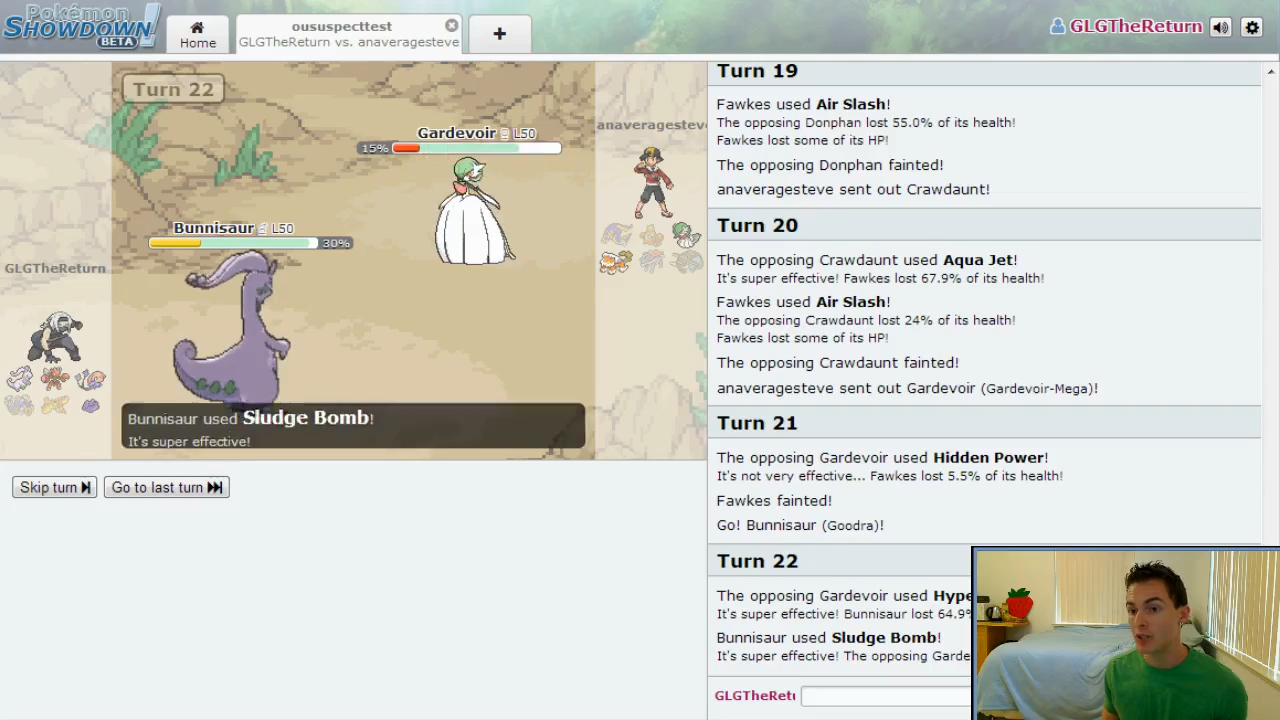 Pokémon
SHOWDOWN!
BETA
Home
oususpecttest
GLGTheReturn vs. anaveragesteve
+
GLGTheReturn
Turn 22
Gardevoir L50
15%
anaveragesteve
Bunnisaur L50
30%
GLGTheReturn
Bunnisaur used Sludge Bomb!
It's super effective!
Skip turn
Go to last turn
Turn 19
Fawkes used Air Slash!
The opposing Donphan lost 55.0% of its health!
Fawkes lost some of its HP!
The opposing Donphan fainted!
anaveragesteve sent out Crawdaunt!
Turn 20
The opposing Crawdaunt used Aqua Jet!
It's super effective! Fawkes lost 67.9% of its health!
Fawkes used Air Slash!
The opposing Crawdaunt lost 24% of its health!
Fawkes lost some of its HP!
The opposing Crawdaunt fainted!
anaveragesteve sent out Gardevoir (Gardevoir-Mega)!
Turn 21
The opposing Gardevoir used Hidden Power!
It's not very effective... Fawkes lost 5.5% of its health!
Fawkes fainted!
Go! Bunnisaur (Goodra)!
Turn 22
The opposing Gardevoir used Hype
It's super effective! Bunnisaur lost 64.9%
Bunnisaur used Sludge Bomb!
It's super effective! The opposing Garde
GLGTheRetu